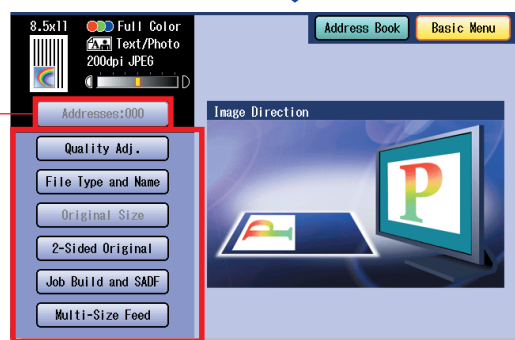 8.5x11 Full Color
Text/Photo
200dpi JPEG
Address Book
Basic Menu
Addresses:000
Quality Adj.
File Type and Name
Original Size
2-Sided Original
Job Build and SADF
Multi-Size Feed
Image Direction
P
P